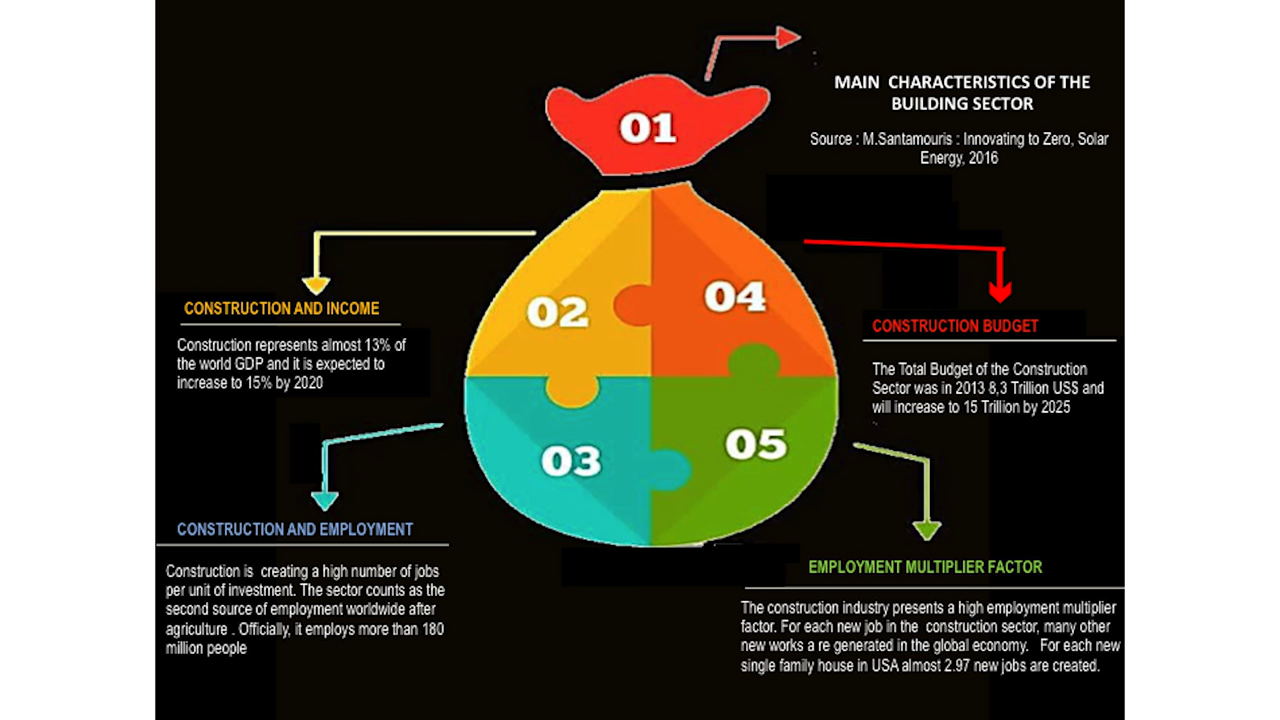 01
MAIN CHARACTERISTICS OF THE
BUILDING SECTOR
Source : M.Santamouris : Innovating to Zero, Solar
Energy, 2016
02
CONSTRUCTION AND INCOME
Construction represents almost 13% of
the world GDP and it is expected to
increase to 15% by 2020
03
CONSTRUCTION AND EMPLOYMENT
Construction is creating a high number of jobs
per unit of investment. The sector counts as the
second source of employment worldwide after
agriculture . Officially, it employs more than 180
million people
04
CONSTRUCTION BUDGET
The Total Budget of the Construction
Sector was in 2013 8,3 Trillion US$ and
will increase to 15 Trillion by 2025
05
EMPLOYMENT MULTIPLIER FACTOR
The construction industry presents a high employment multiplier
factor. For each new job in the construction sector, many other
new works a re generated in the global economy. For each new
single family house in USA almost 2.97 new jobs are created.